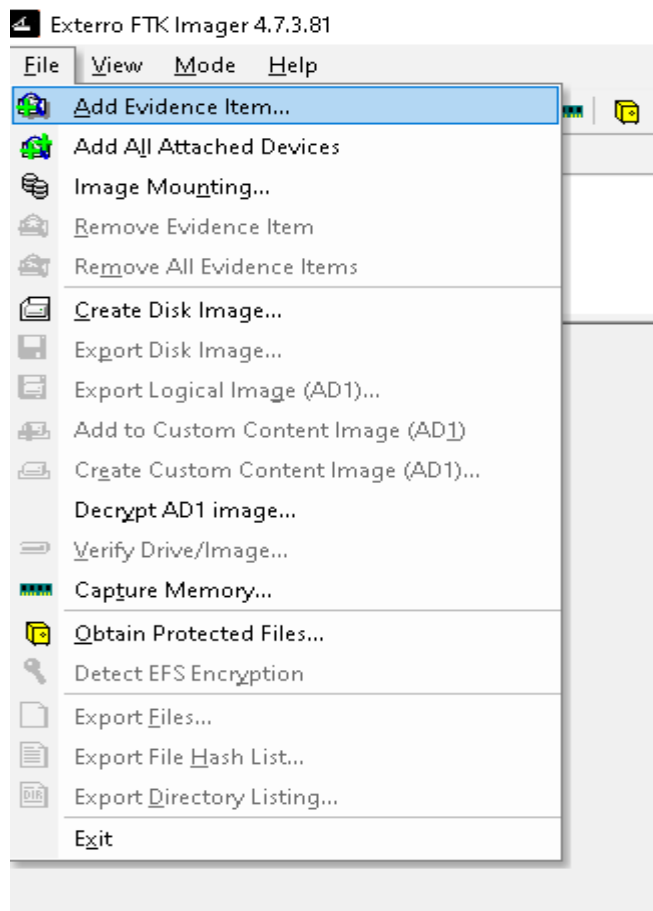 Exterro FTK Imager 4.7.3.81
File View Mode Help
Add Evidence Item...
Add All Attached Devices
Image Mounting...
Remove Evidence Item
Remove All Evidence Items
Create Disk Image...
Export Disk Image...
Export Logical Image (AD1)...
Add to Custom Content Image (AD1)
Create Custom Content Image (AD1)...
Decrypt AD1 image...
Verify Drive/Image...
Capture Memory...
Obtain Protected Files...
Detect EFS Encryption
Export Files...
Export File Hash List...
DIR Export Directory Listing...
Exit